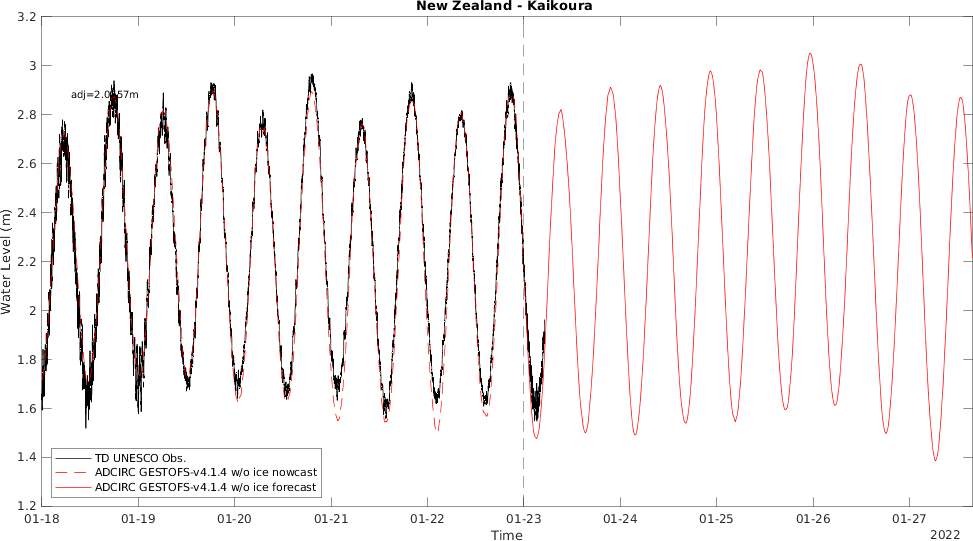 New Zealand - Kaikoura
3.2
3
2.8
2.6
2.4
2.2
2
1.8
1.6
1.4
1.2
Water Level (m)
TD UNESCO Obs.
ADCIRC GESTOFS-v4.1.4 w/o ice nowcast
ADCIRC GESTOFS-v4.1.4 w/o ice forecast
01-18 01-19 01-20 01-21 01-22 01-23 01-24 01-25 01-26 01-27
Time
2022